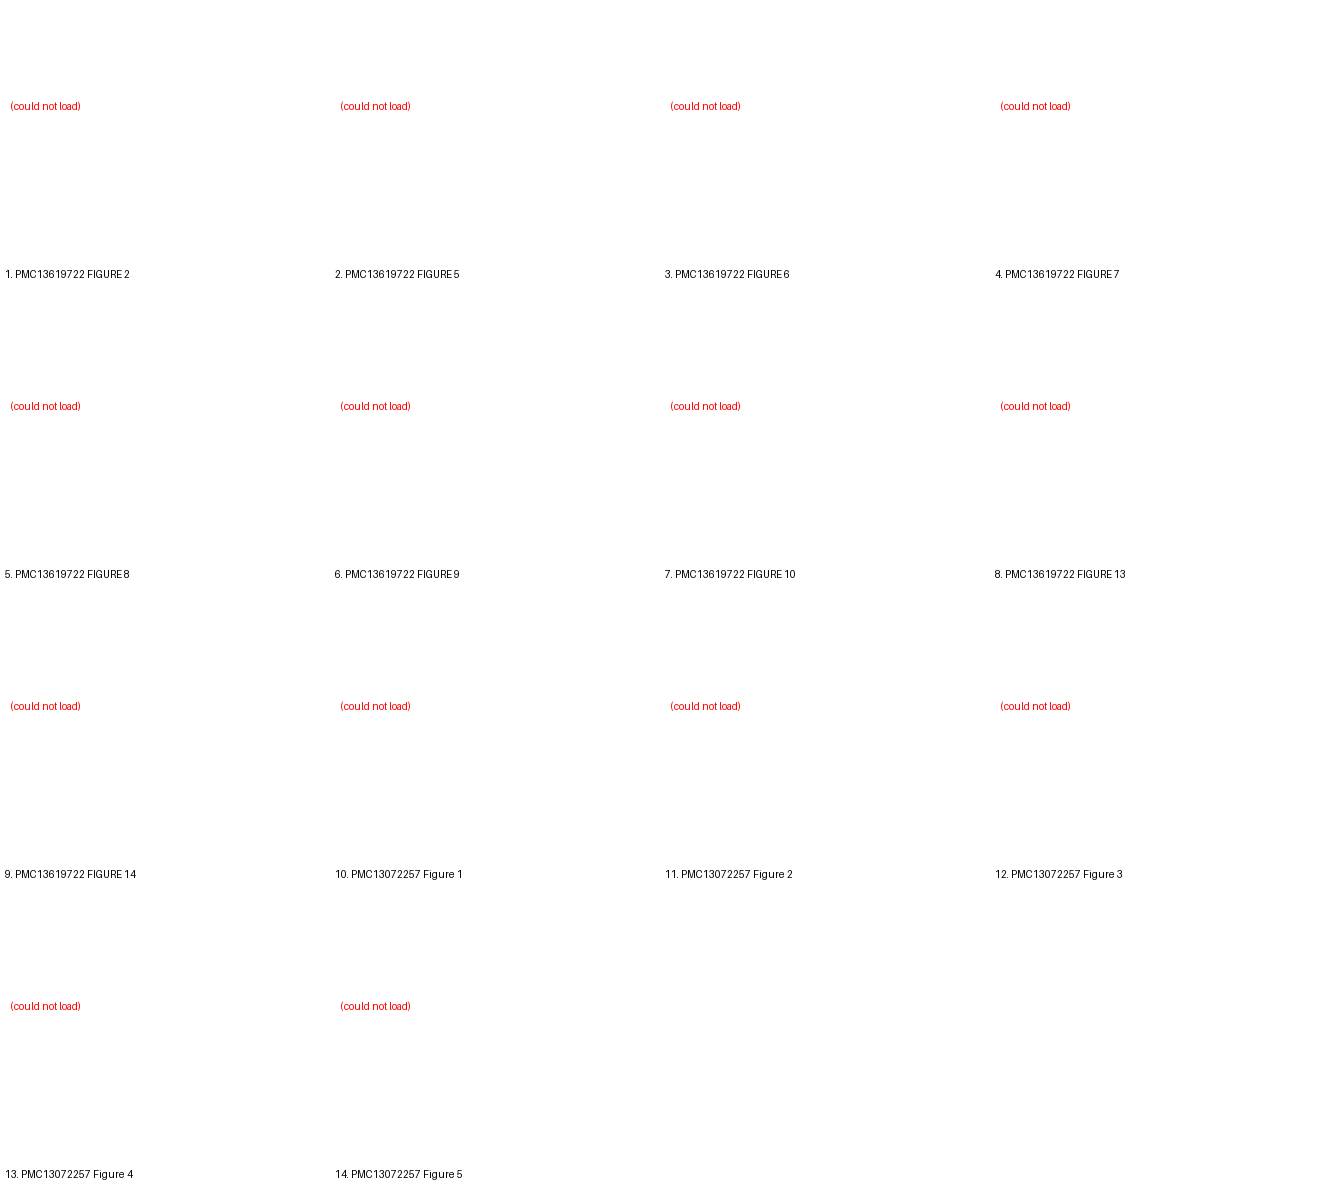 (could not load) (could not load) (could not load) (could not load)
1. PMC13619722 FIGURE 2 2. PMC13619722 FIGURE 5 3. PMC13619722 FIGURE 6 4. PMC13619722 FIGURE 7
(could not load) (could not load) (could not load) (could not load)
5. PMC13619722 FIGURE 8 6. PMC13619722 FIGURE 9 7. PMC13619722 FIGURE 10 8. PMC13619722 FIGURE 13
(could not load) (could not load) (could not load) (could not load)
9. PMC13619722 FIGURE 14 10. PMC13072257 Figure 1 11. PMC13072257 Figure 2 12. PMC13072257 Figure 3
(could not load) (could not load)
13. PMC13072257 Figure 4 14. PMC13072257 Figure 5